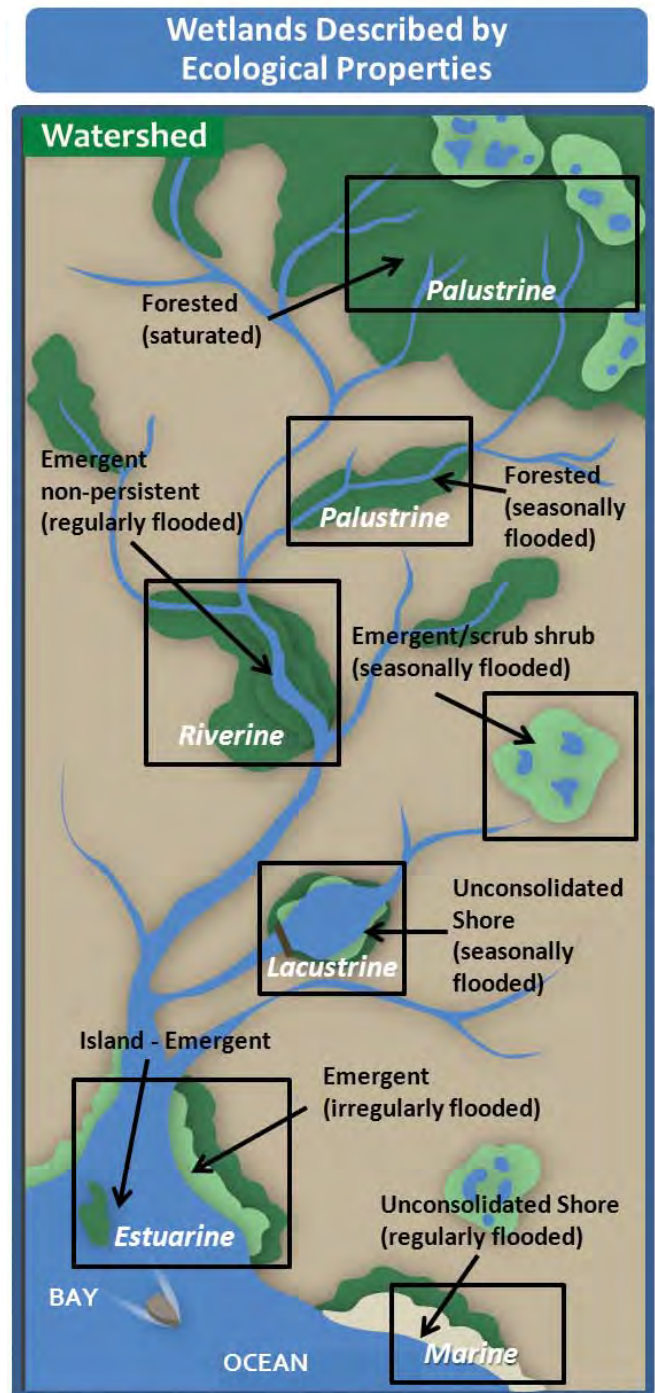 Wetlands Described by
Ecological Properties
Watershed
Palustrine
Forested
(saturated)
Emergent
non-persistent
(regularly flooded)
Palustrine
Forested
(seasonally
flooded)
Emergent/scrub shrub
(seasonally flooded)
Riverine
Unconsolidated
Shore
(seasonally
flooded)
Lacustrine
Island - Emergent
Emergent
(irregularly flooded)
Estuarine
Unconsolidated Shore
(regularly flooded)
BAY
OCEAN
Marine